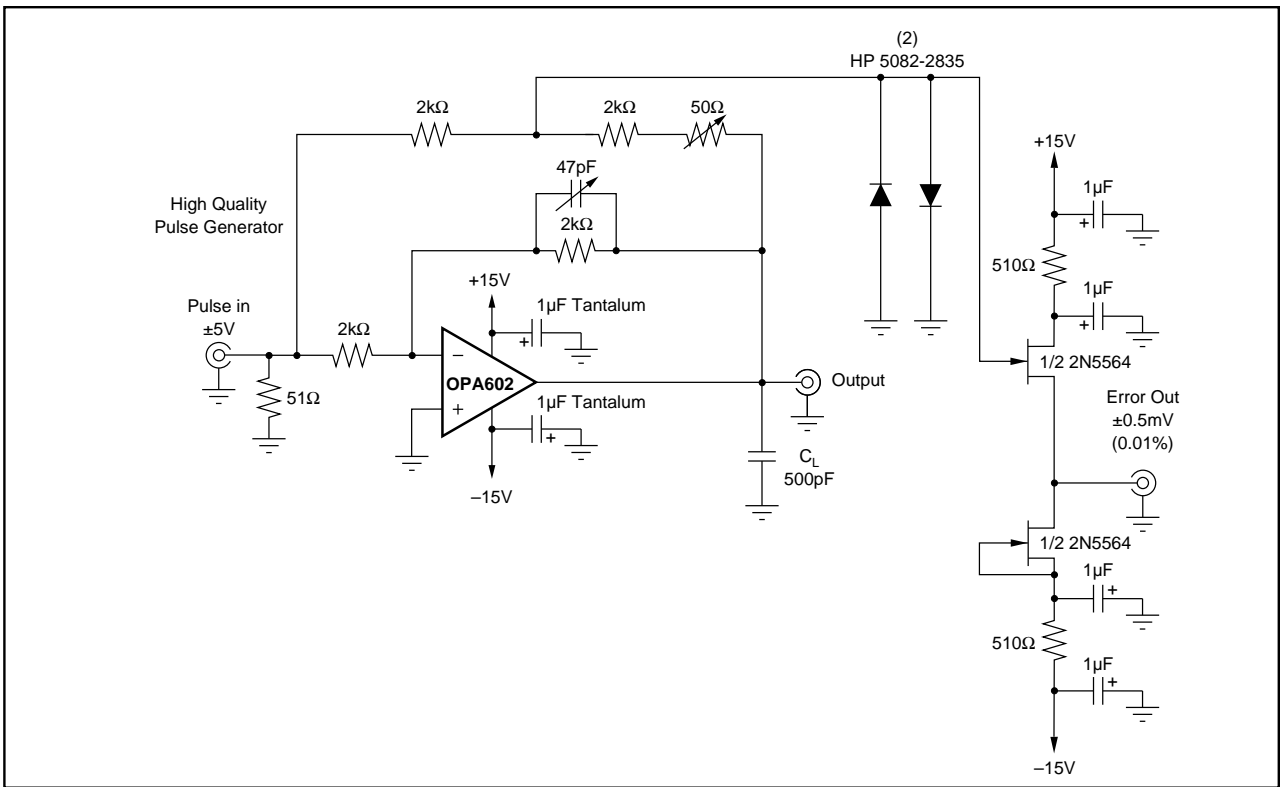 (2)
HP 5082-2835
2kΩ
2kΩ
50Ω
+15V
47pF
1µF
+
High Quality
Pulse Generator
2kΩ
510Ω
+15V
1µF
+
Pulse in
±5V
1µF Tantalum
+
2kΩ
1/2 2N5564
–
OPA602
+
Output
51Ω
1µF Tantalum
+
Error Out
±0.5mV
(0.01%)
CL
500pF
–15V
1/2 2N5564
1µF
+
510Ω
1µF
+
–15V